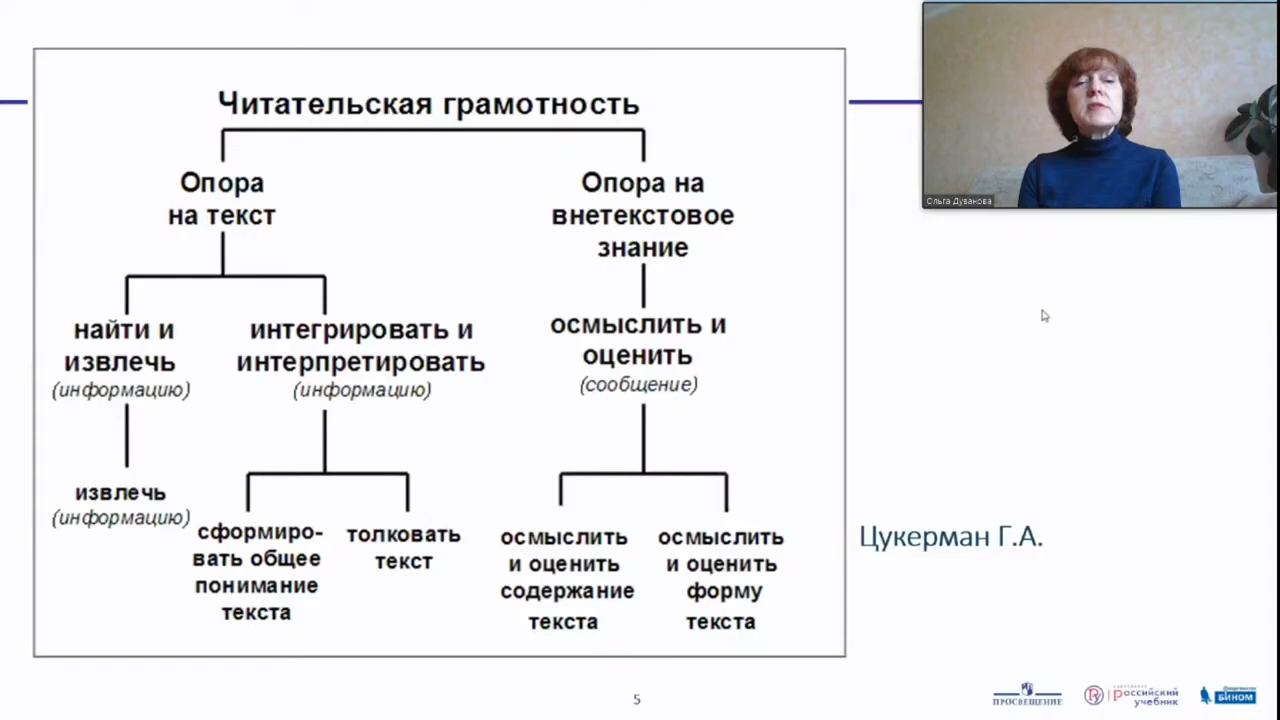 Читательская грамотность
Опора
на текст
Опора на
внетекстовое
знание
найти и
извлечь
(информацию)
интегрировать и
интерпретировать
(информацию)
осмыслить и
оценить
(сообщение)
извлечь
(информацию)
сформиро-
вать общее
понимание
текста
толковать
текст
осмыслить
и оценить
содержание
текста
осмыслить
и оценить
форму
текста
Цукерман Г.А.
Ольга Дуванова
5
ПРОСВЕЩЕНИЕ
российский
учебник
БИНОМ